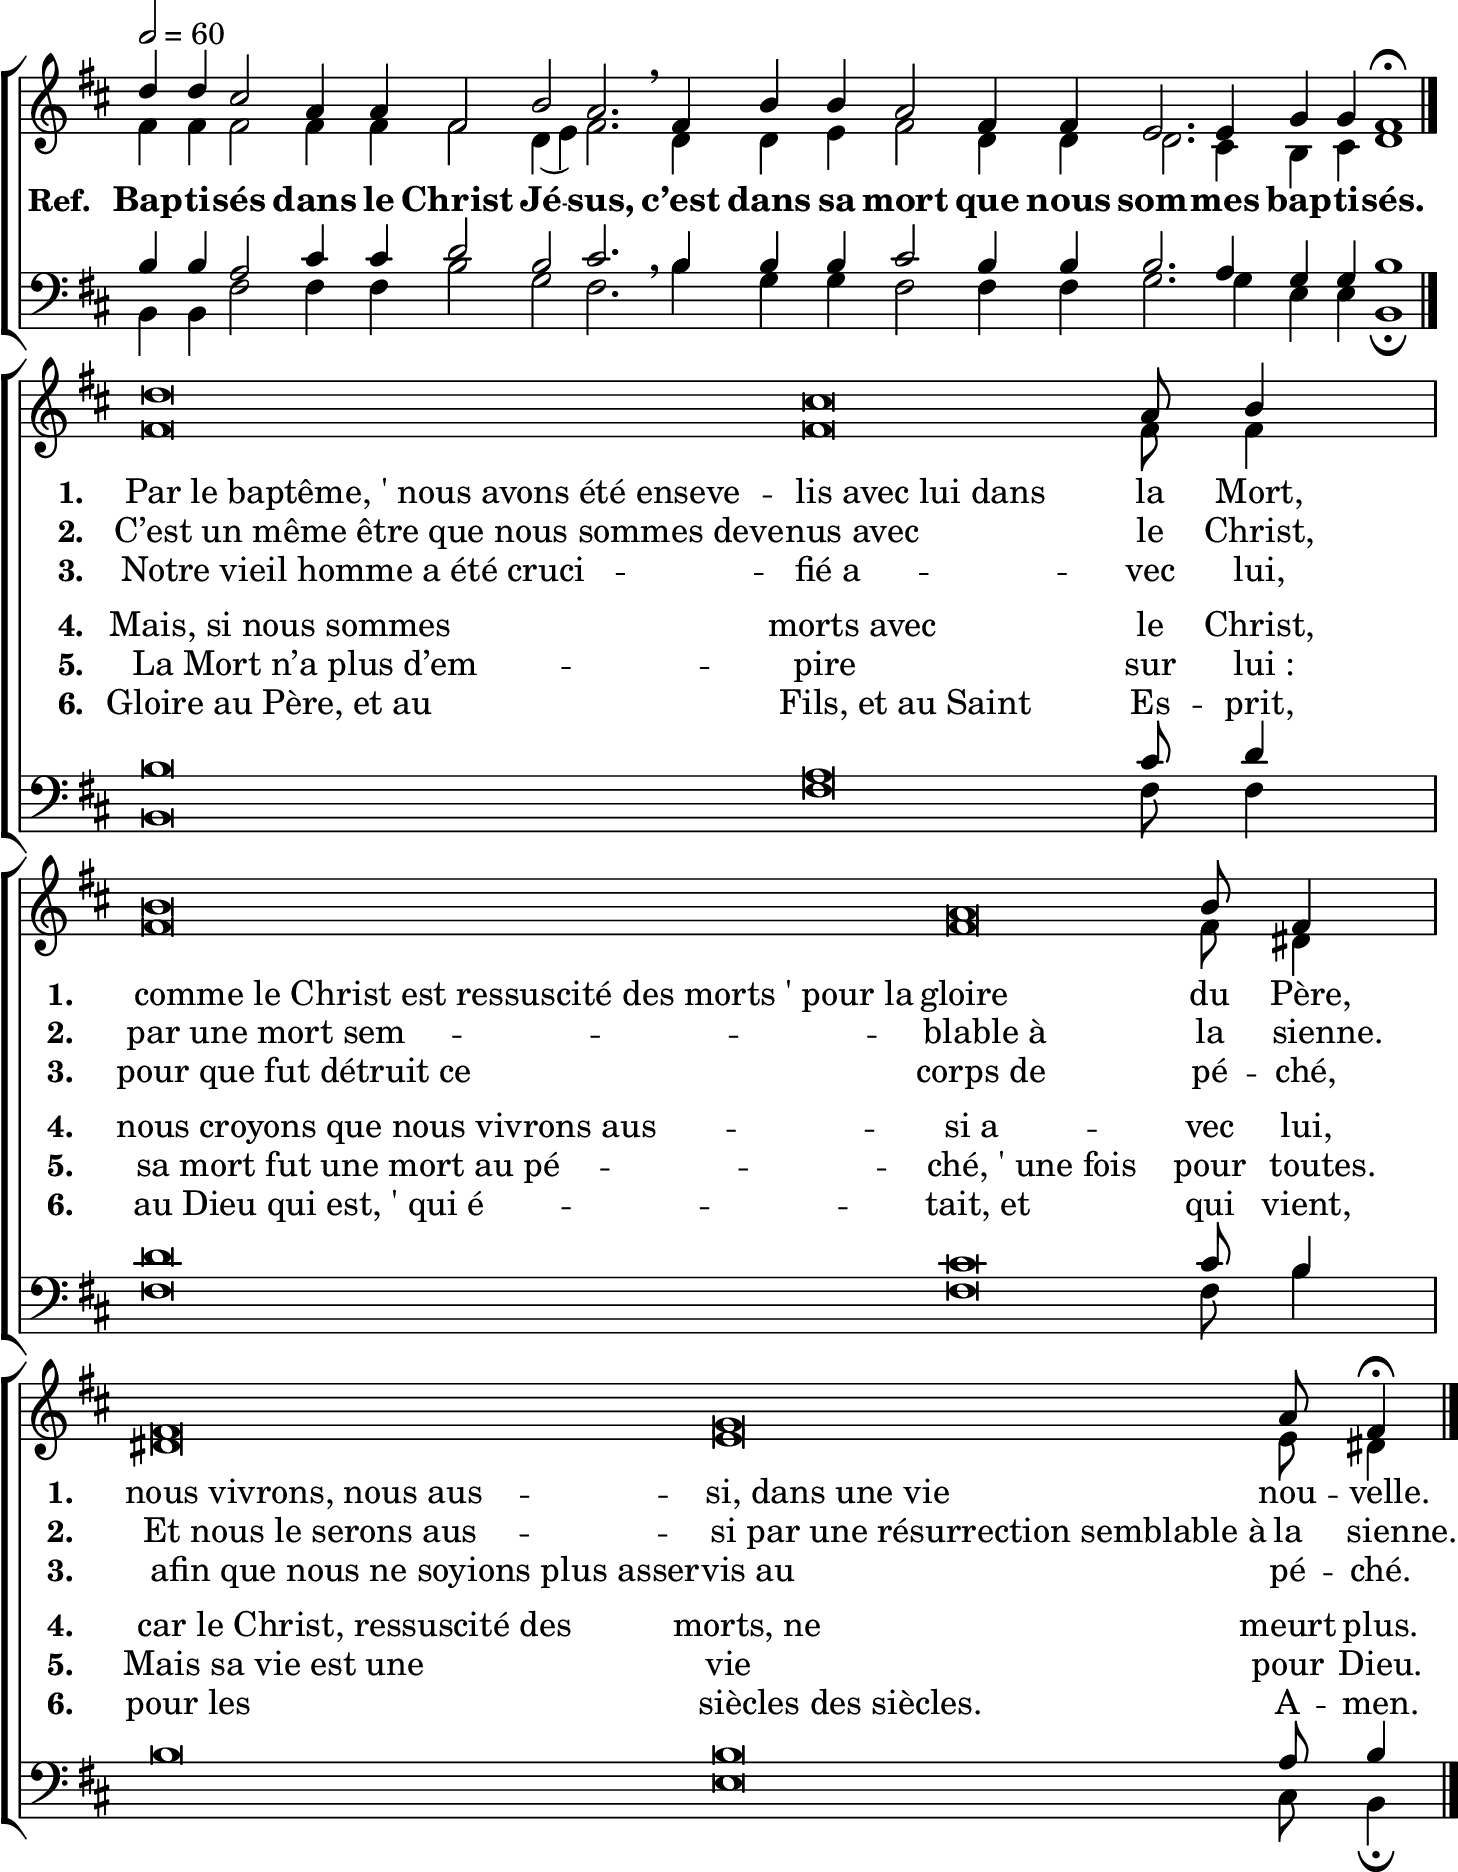 = 60
Ref. Baptisés dans le Christ Jé -- sus, c’est dans sa mort que nous sommes baptisés.
1. Par le baptême, ' nous avons été enseve -- lis avec lui dans la Mort,
2. C’est un même être que nous sommes devenus avec le Christ,
3. Notre vieil homme a été cruci -- -- fié a -- -- vec lui,
4. Mais, si nous sommes morts avec le Christ,
5. La Mort n’a plus d’em -- -- pire sur lui :
6. Gloire au Père, et au Fils, et au Saint Es -- prit,
1. comme le Christ est ressuscité des morts ' pour la gloire du Père,
2. par une mort sem -- -- -- -- blable à la sienne.
3. pour que fut détruit ce corps de pé -- ché,
4. nous croyons que nous vivrons aus -- -- si a -- vec lui,
5. sa mort fut une mort au pé -- -- -- ché, ' une fois pour toutes.
6. au Dieu qui est, ' qui é -- -- -- tait, et qui vient,
1. nous vivrons, nous aus -- -- si, dans une vie nou -- velle.
2. Et nous le serons aus -- -- si par une résurrection semblable à la sienne.
3. afin que nous ne soyions plus asservis au pé -- ché.
4. car le Christ, ressuscité des morts, ne meurt plus.
5. Mais sa vie est une vie pour Dieu.
6. pour les siècles des siècles. A -- men.